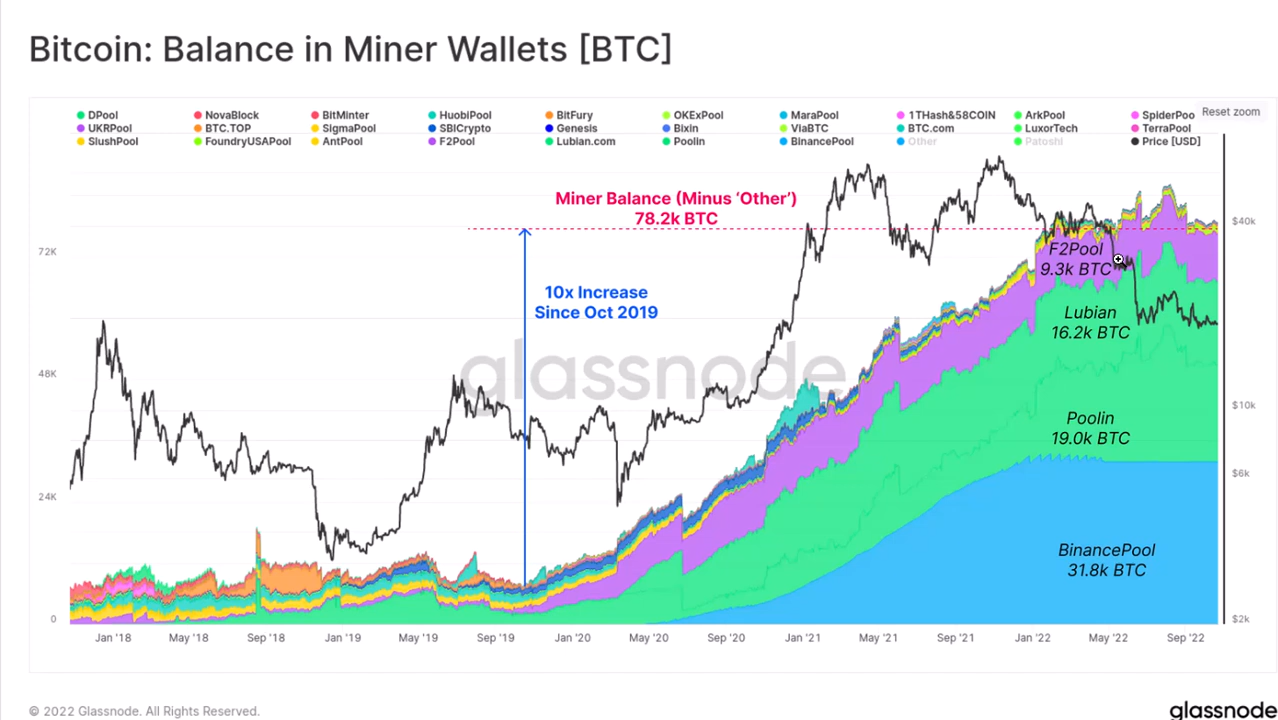 Bitcoin: Balance in Miner Wallets [BTC]
DPool NovaBlock BitMinter HuobiPool BitFury OKExPool MaraPool 1THash&58COIN ArkPool SpiderPoo Reset zoom
UKRPool BTC.TOP SigmaPool SBICrypto Genesis Bixin ViaBTC BTC.com LuxorTech TerraPool
SlushPool FoundryUSAPool AntPool F2Pool Lubian.com Poolin BinancePool Other Patoshi Price [USD]
Miner Balance (Minus ‘Other’)
78.2k BTC
$40k
72K
F2Pool
9.3k BTC
10x Increase
Since Oct 2019
Lubian
16.2k BTC
glassnode
48K
$10k
Poolin
19.0k BTC
$6k
24K
BinancePool
31.8k BTC
0
$2k
Jan '18 May '18 Sep '18 Jan '19 May '19 Sep '19 Jan '20 May '20 Sep '20 Jan '21 May '21 Sep '21 Jan '22 May '22 Sep '22
© 2022 Glassnode. All Rights Reserved.
glassnode